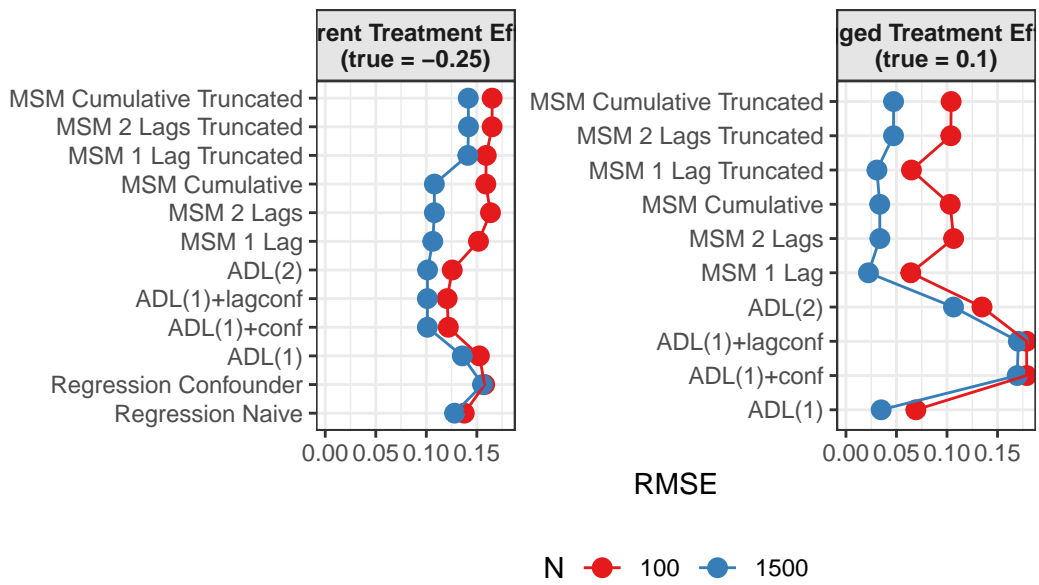 rent Treatment Ef
(true = −0.25)
MSM Cumulative Truncated
MSM 2 Lags Truncated
MSM 1 Lag Truncated
MSM Cumulative
MSM 2 Lags
MSM 1 Lag
ADL(2)
ADL(1)+lagconf
ADL(1)+conf
ADL(1)
Regression Confounder
Regression Naive
0.00 0.05 0.10 0.15
ged Treatment Ef
(true = 0.1)
MSM Cumulative Truncated
MSM 2 Lags Truncated
MSM 1 Lag Truncated
MSM Cumulative
MSM 2 Lags
MSM 1 Lag
ADL(2)
ADL(1)+lagconf
ADL(1)+conf
ADL(1)
0.00 0.05 0.10 0.15
RMSE
N 100 1500